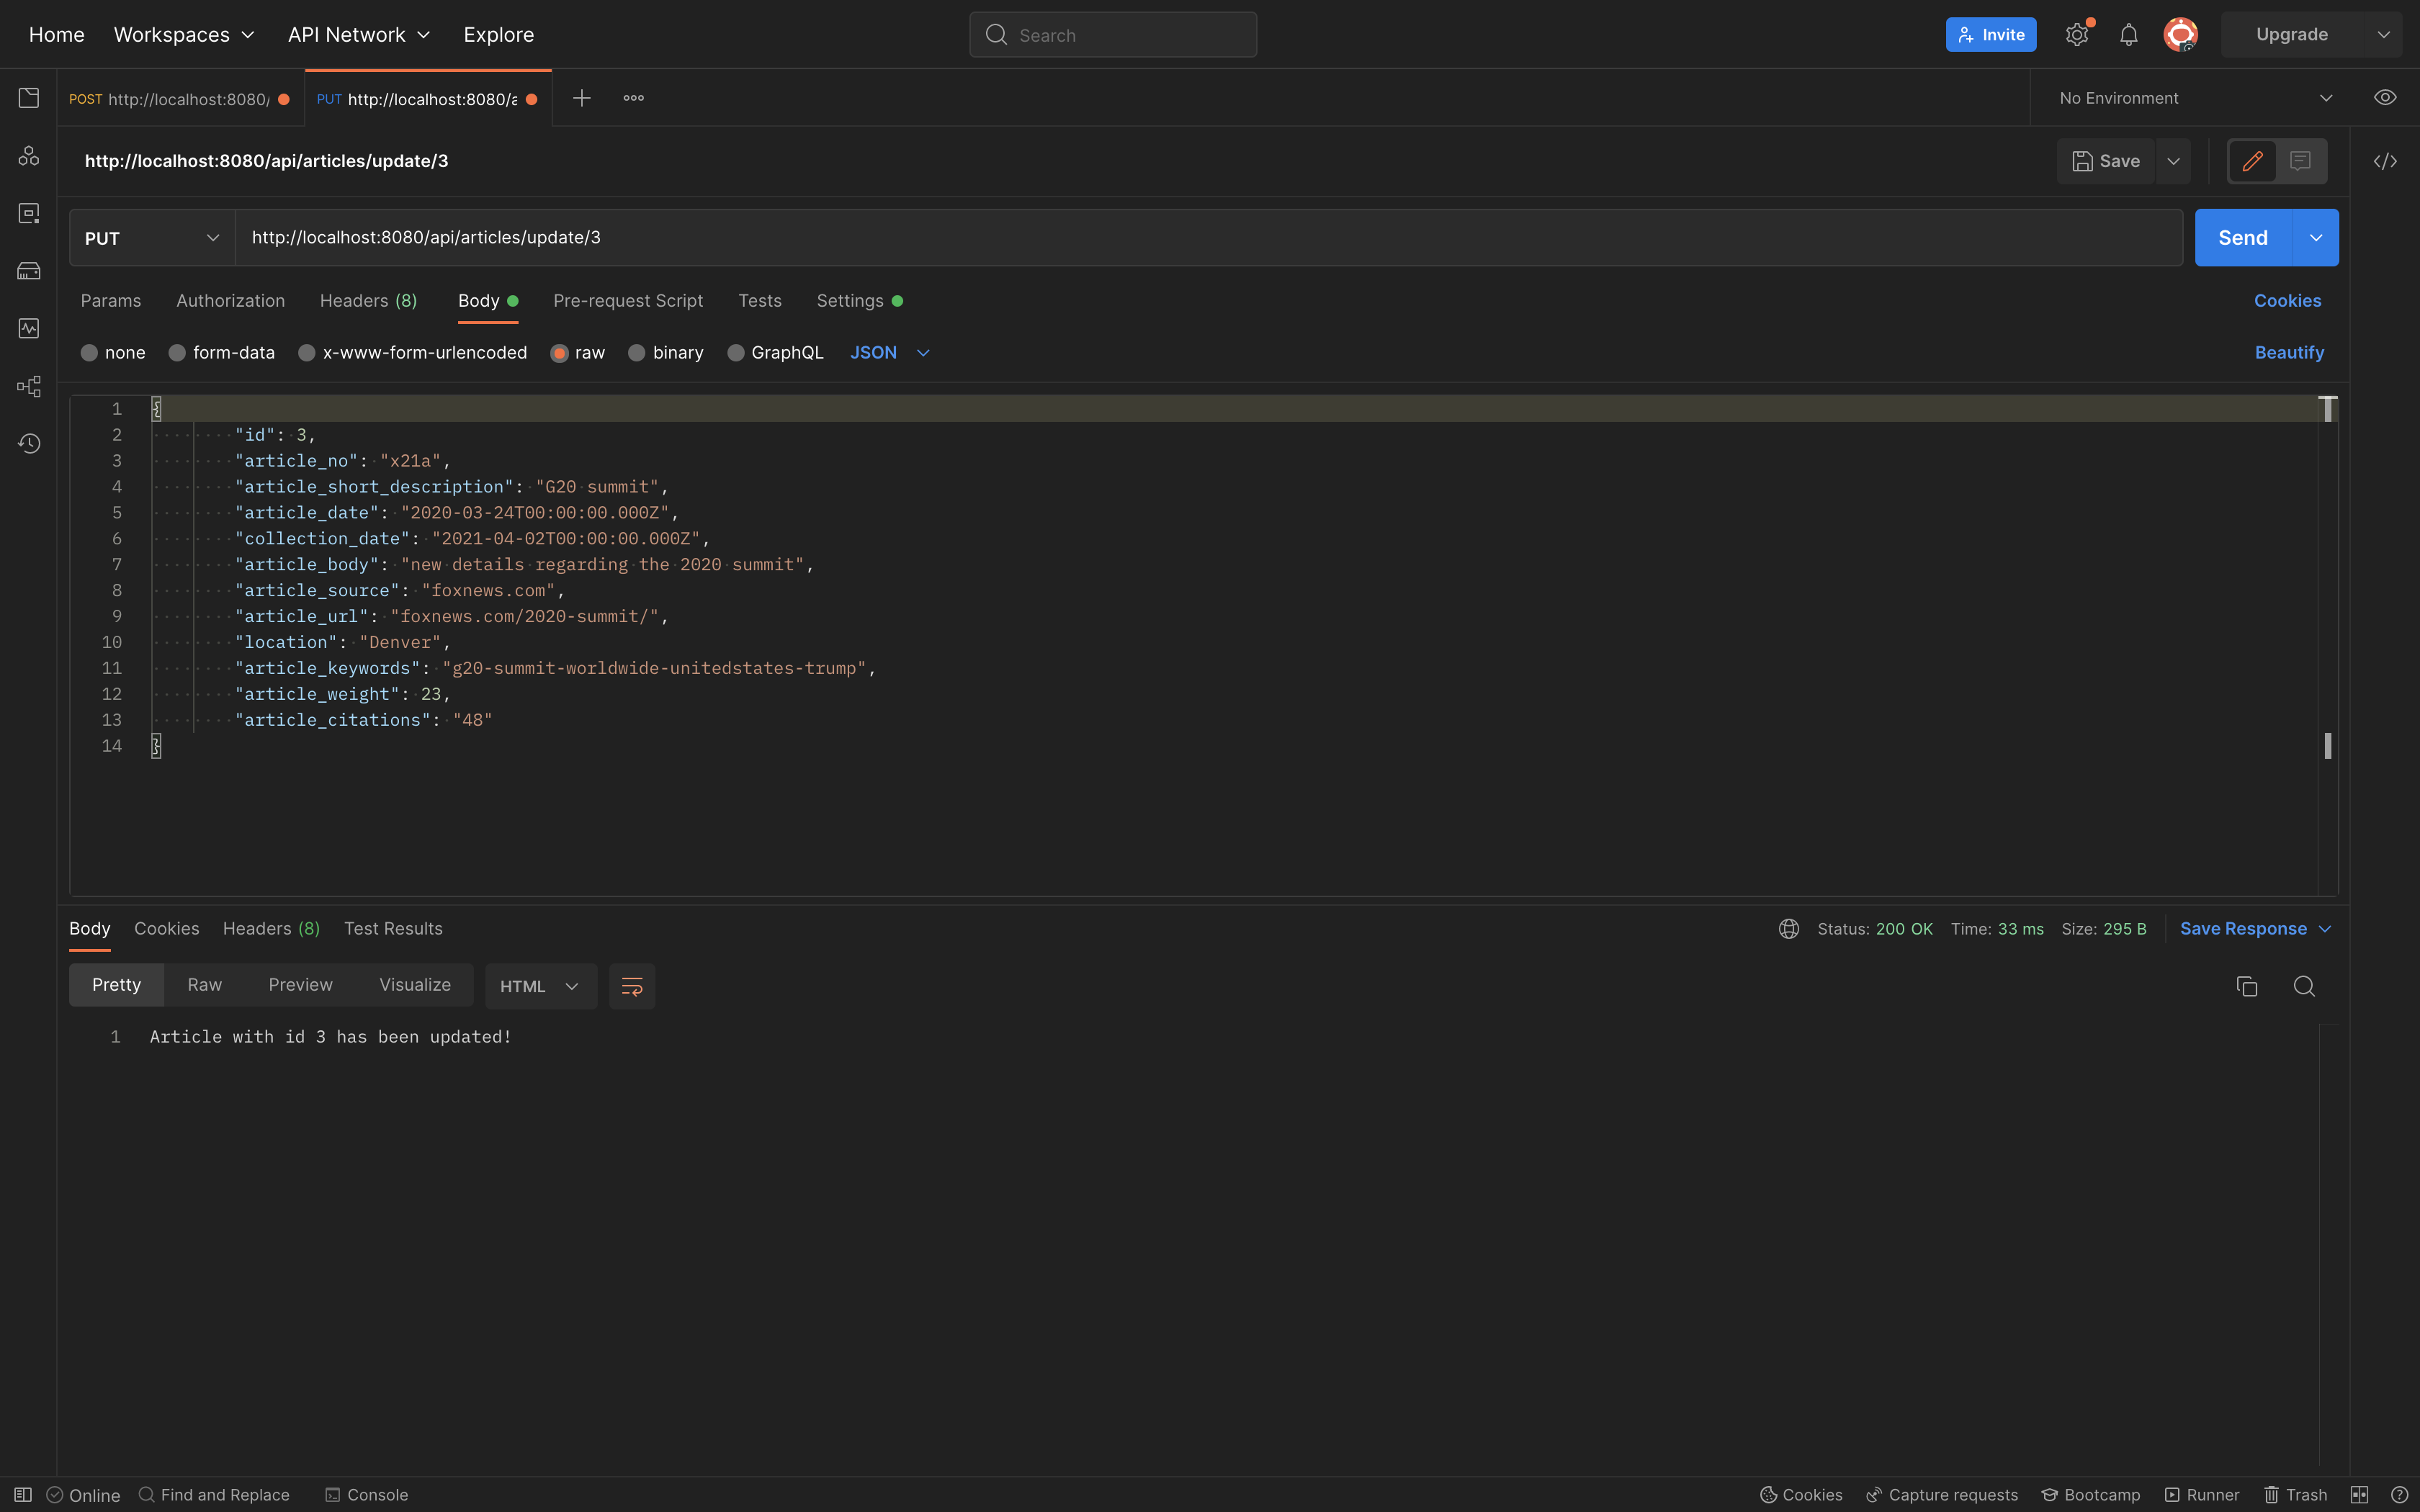 Home Workspaces API Network Explore Search Invite Upgrade
POST http://localhost:8080/ PUT http://localhost:8080/a No Environment
http://localhost:8080/api/articles/update/3 Save
PUT http://localhost:8080/api/articles/update/3 Send
Params Authorization Headers (8) Body Pre-request Script Tests Settings Cookies
none form-data x-www-form-urlencoded raw binary GraphQL JSON Beautify
1 {
2 "id": 3,
3 "article_no": "x21a",
4 "article_short_description": "G20 summit",
5 "article_date": "2020-03-24T00:00:00.000Z",
6 "collection_date": "2021-04-02T00:00:00.000Z",
7 "article_body": "new details regarding the 2020 summit",
8 "article_source": "foxnews.com",
9 "article_url": "foxnews.com/2020-summit/",
10 "location": "Denver",
11 "article_keywords": "g20-summit-worldwide-unitedstates-trump",
12 "article_weight": 23,
13 "article_citations": "48"
14 }
Body Cookies Headers (8) Test Results Status: 200 OK Time: 33 ms Size: 295 B Save Response
Pretty Raw Preview Visualize HTML
1 Article with id 3 has been updated!
Online Find and Replace Console Cookies Capture requests Bootcamp Runner Trash